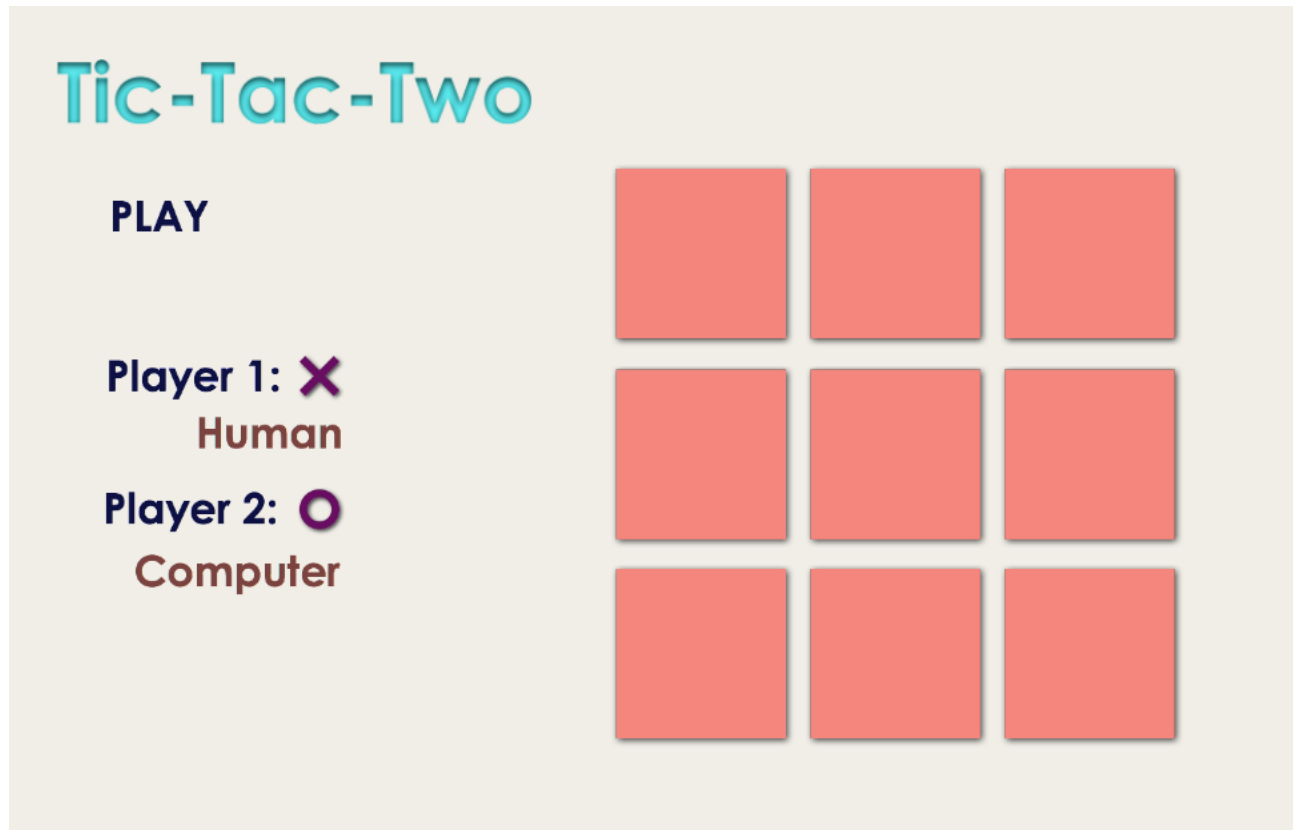 Tic-Tac-Two
PLAY
Player 1: X
Human
Player 2: O
Computer